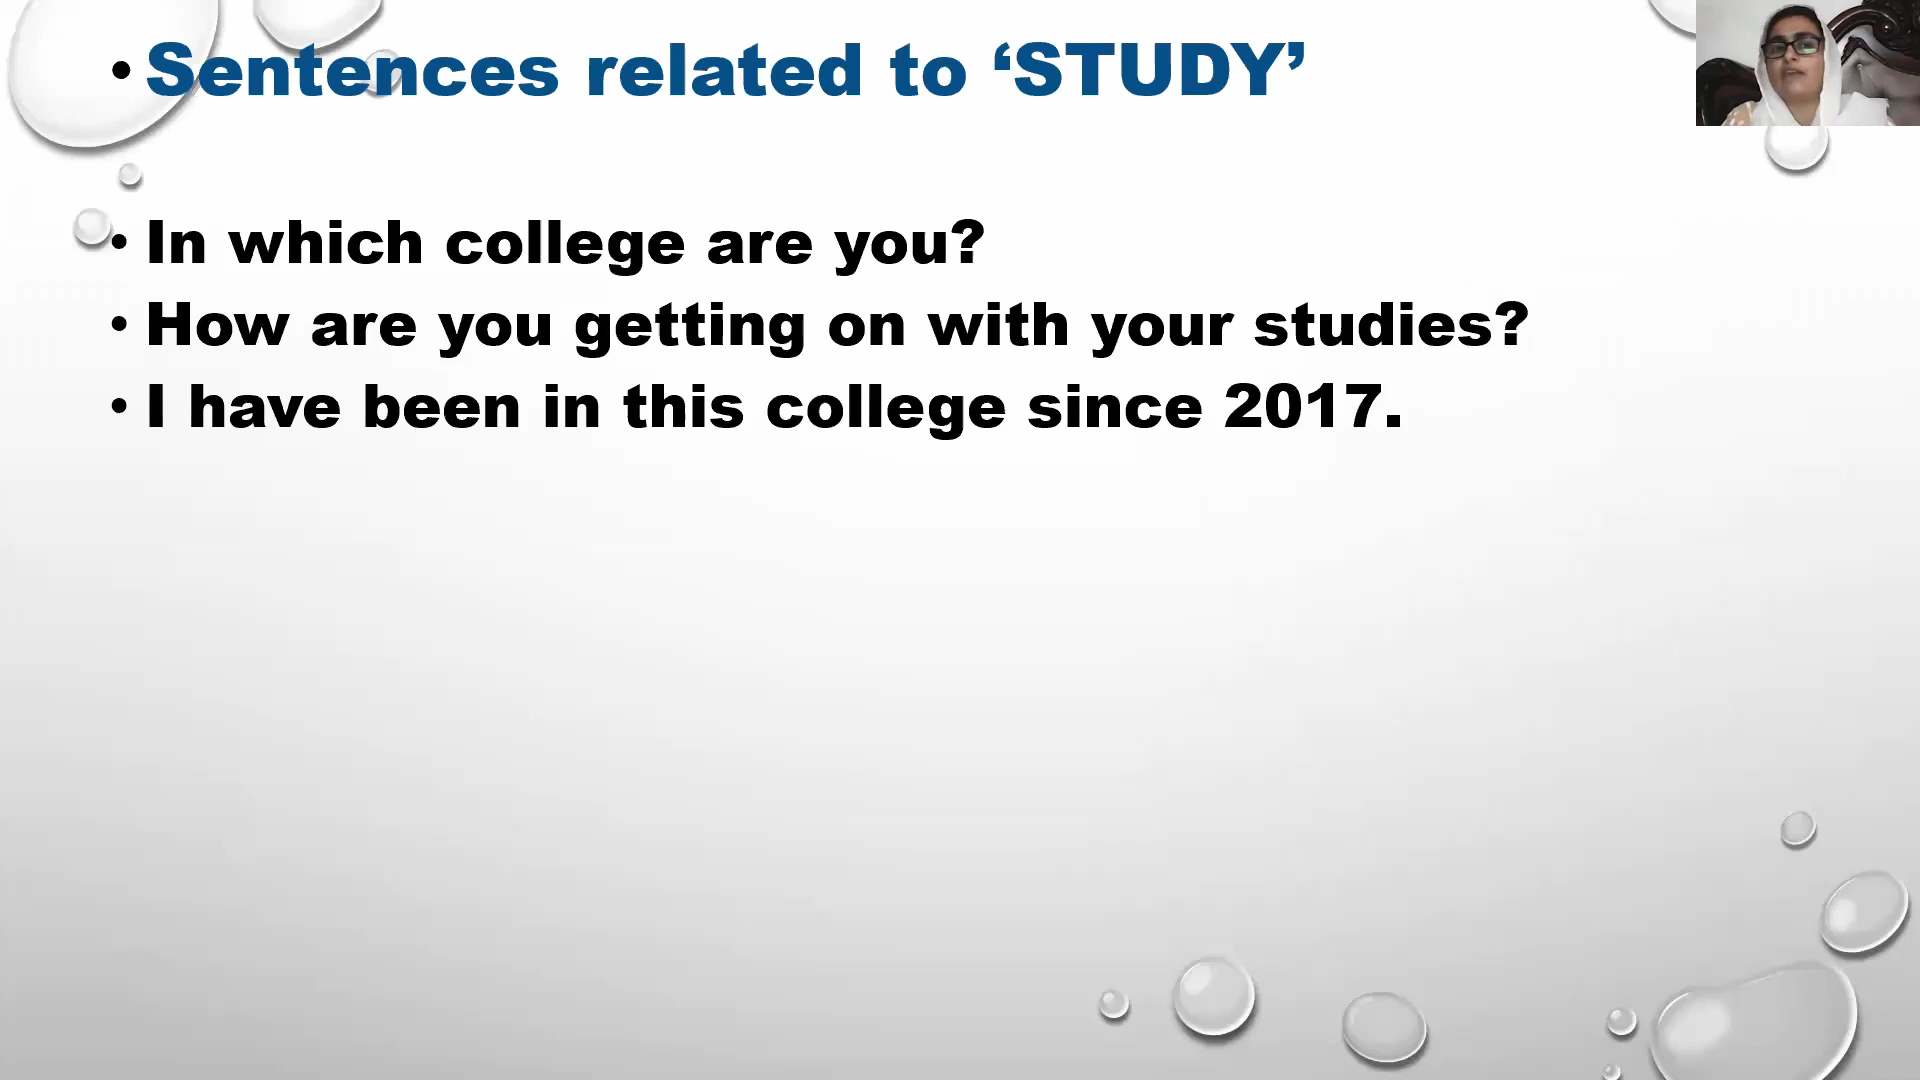 • Sentences related to ‘STUDY’
• In which college are you?
• How are you getting on with your studies?
• I have been in this college since 2017.